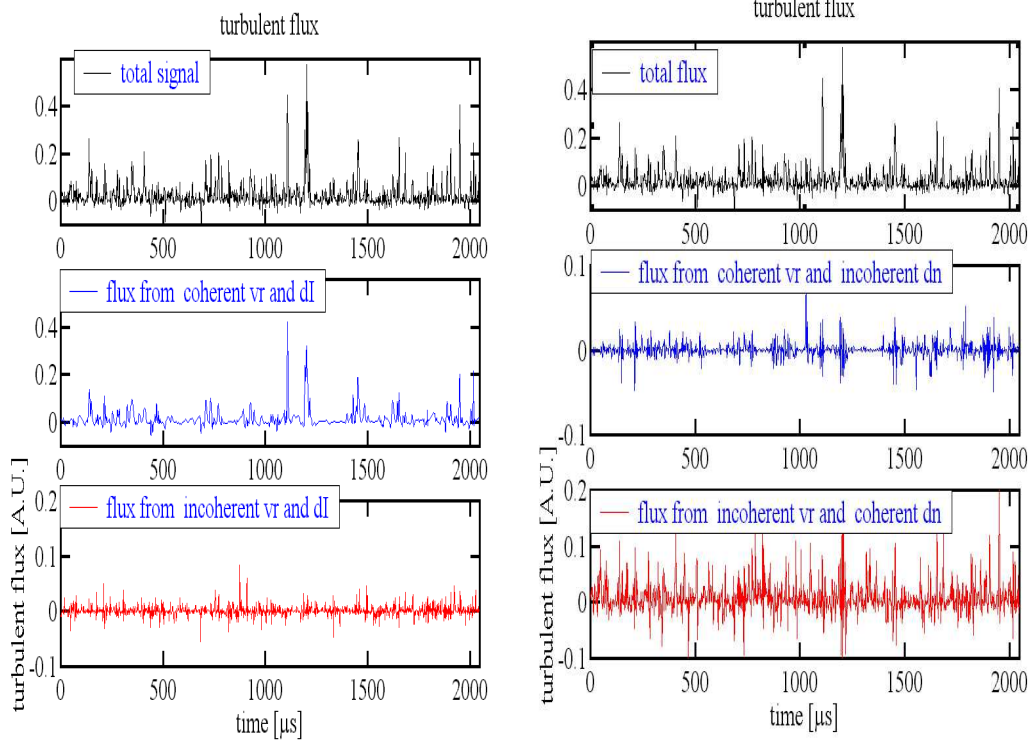 turbulent flux
total signal
0.4
0.2
0
0 500 1000 1500 2000
flux from coherent vr and dI
0.4
0.2
0
0 500 1000 1500 2000
flux from incoherent vr and dI
0.2
0.1
0
-0.1
0 500 1000 1500 2000
time [μs]
turbulent flux [A.U.]
turbulent flux
total flux
0.4
0.2
0
0 500 1000 1500 2000
flux from coherent vr and incoherent dn
0.1
0
-0.1
0 500 1000 1500 2000
flux from incoherent vr and coherent dn
0.2
0.1
0
-0.1
0 500 1000 1500 2000
time [μs]
turbulent flux [A.U.]